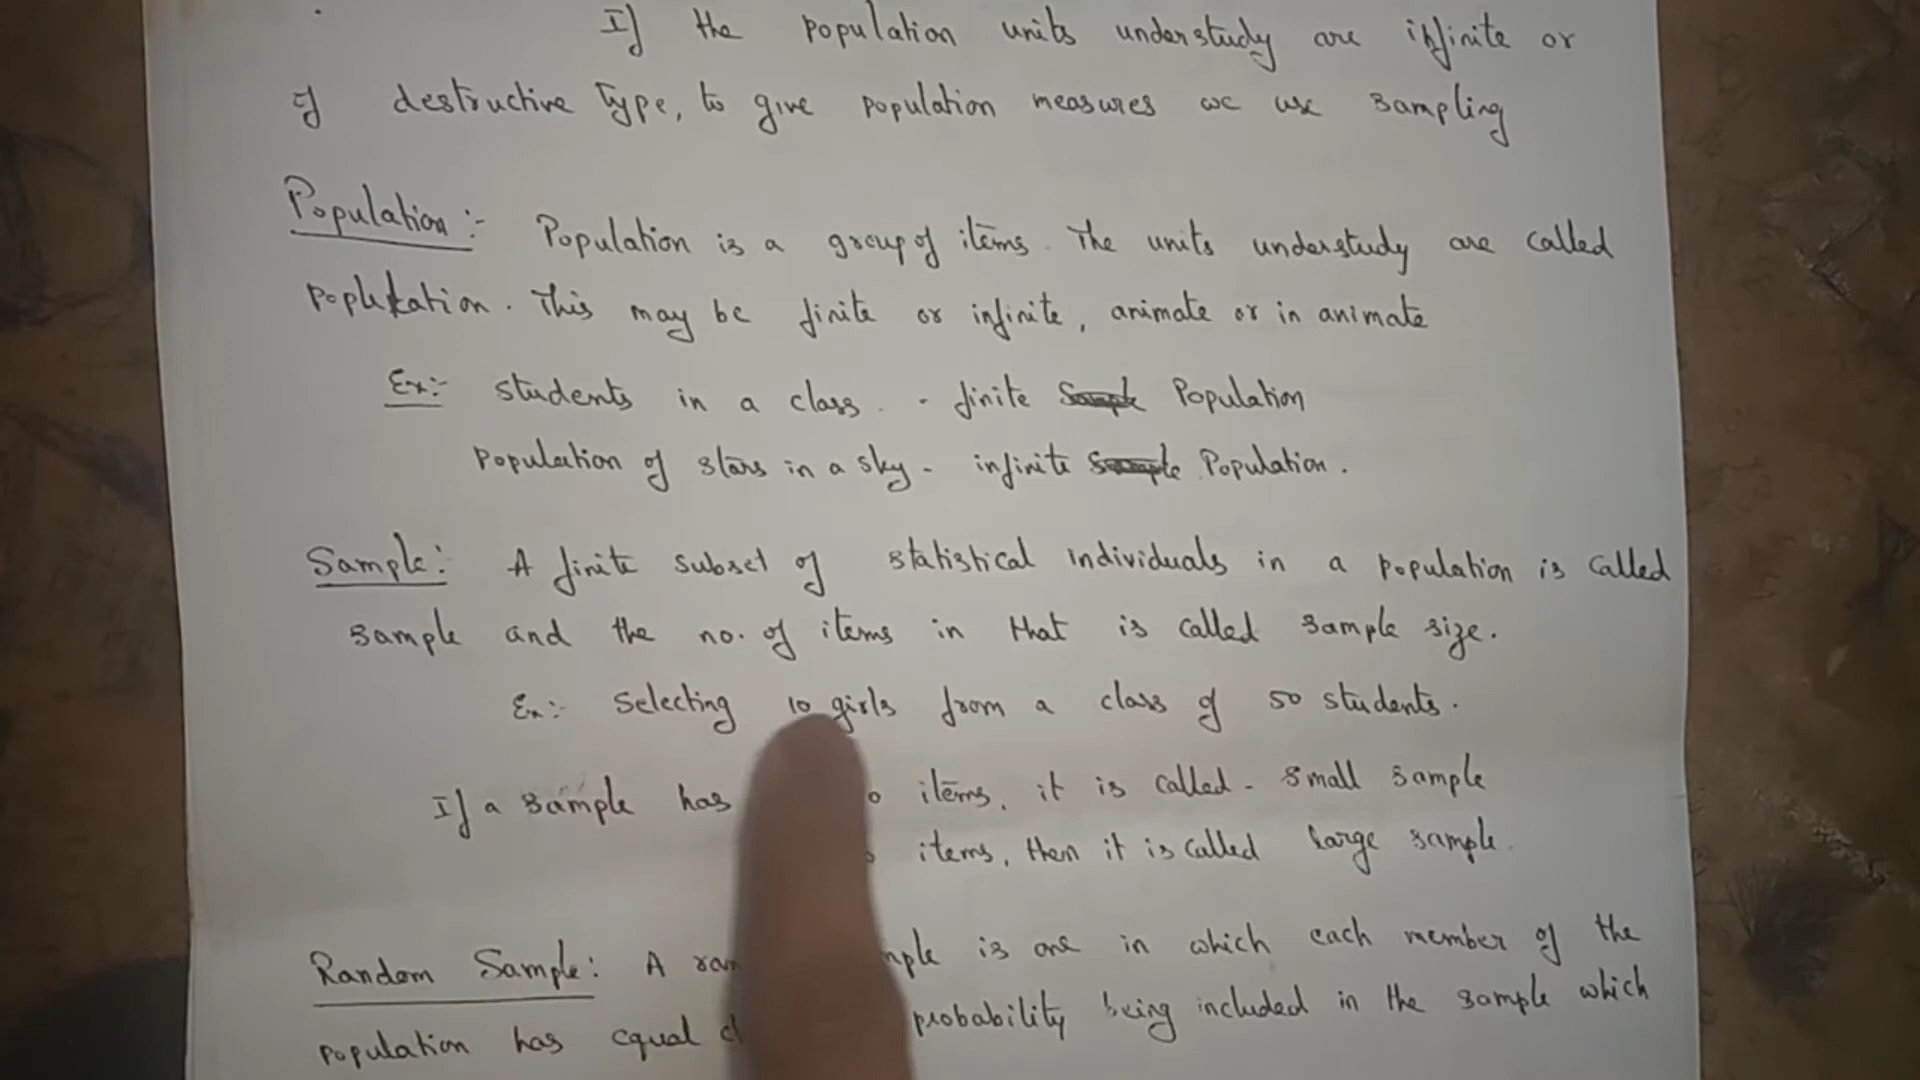 If the population units understudy are infinite or
if destructive Type, to give population measures we use sampling
Population :- Population is a group of items. The units understudy are called
Poplutation. This may be finite or infinite, animate or in animate
Ex:- students in a class. - finite Population
Population of stars in a sky - infinite Population.
Sample: A finite subset of statistical individuals in a population is called
sample and the no. of items in that is called sample size.
Ex:- Selecting 10 girls from a class of 50 students.
If a sample has items, it is called - small sample
items, then it is called large sample.
Random Sample: A is one in which each member of the
population has equal probability being included in the sample which